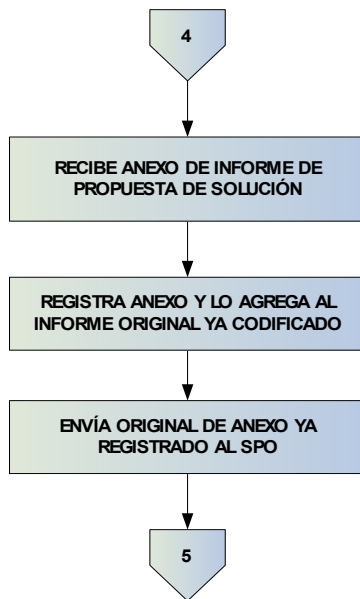 4
RECIBE ANEXO DE INFORME DE
PROPUESTA DE SOLUCIÓN
REGISTRA ANEXO Y LO AGREGA AL
INFORME ORIGINAL YA CODIFICADO
ENVÍA ORIGINAL DE ANEXO YA
REGISTRADO AL SPO
5